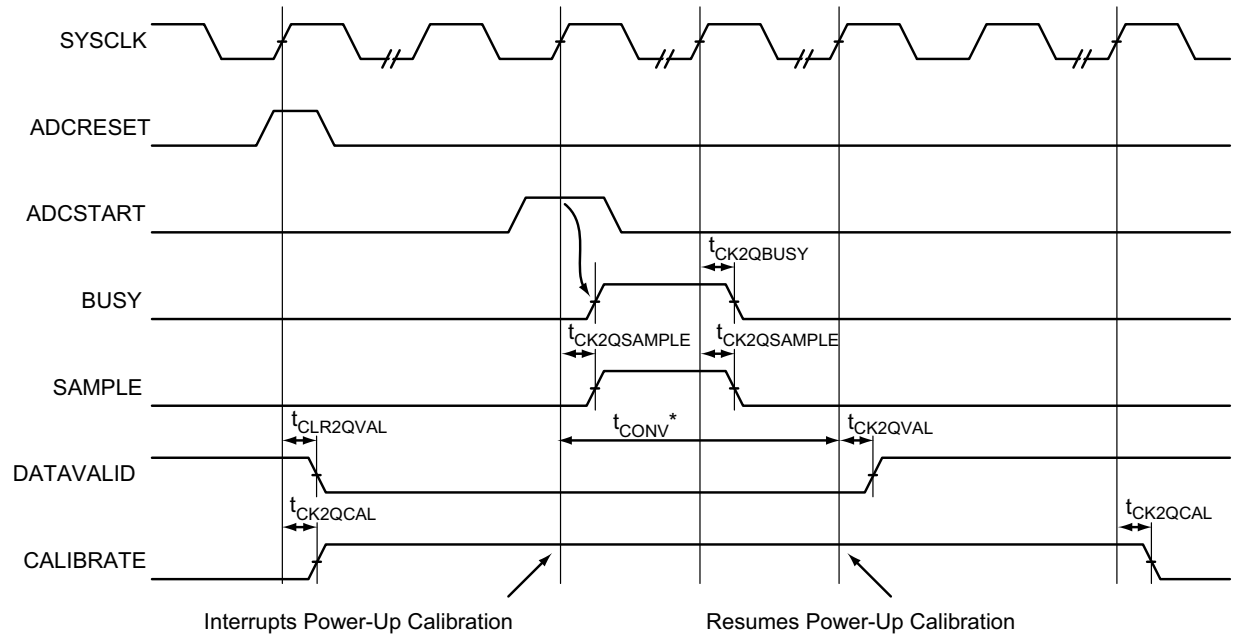 SYSCLK
ADCRESET
ADCSTART
tCK2QBUSY
BUSY
tCK2QSAMPLE tCK2QSAMPLE
SAMPLE
tCLR2QVAL tCONV* tCK2QVAL
DATAVALID
tCK2QCAL tCK2QCAL
CALIBRATE
Interrupts Power-Up Calibration Resumes Power-Up Calibration